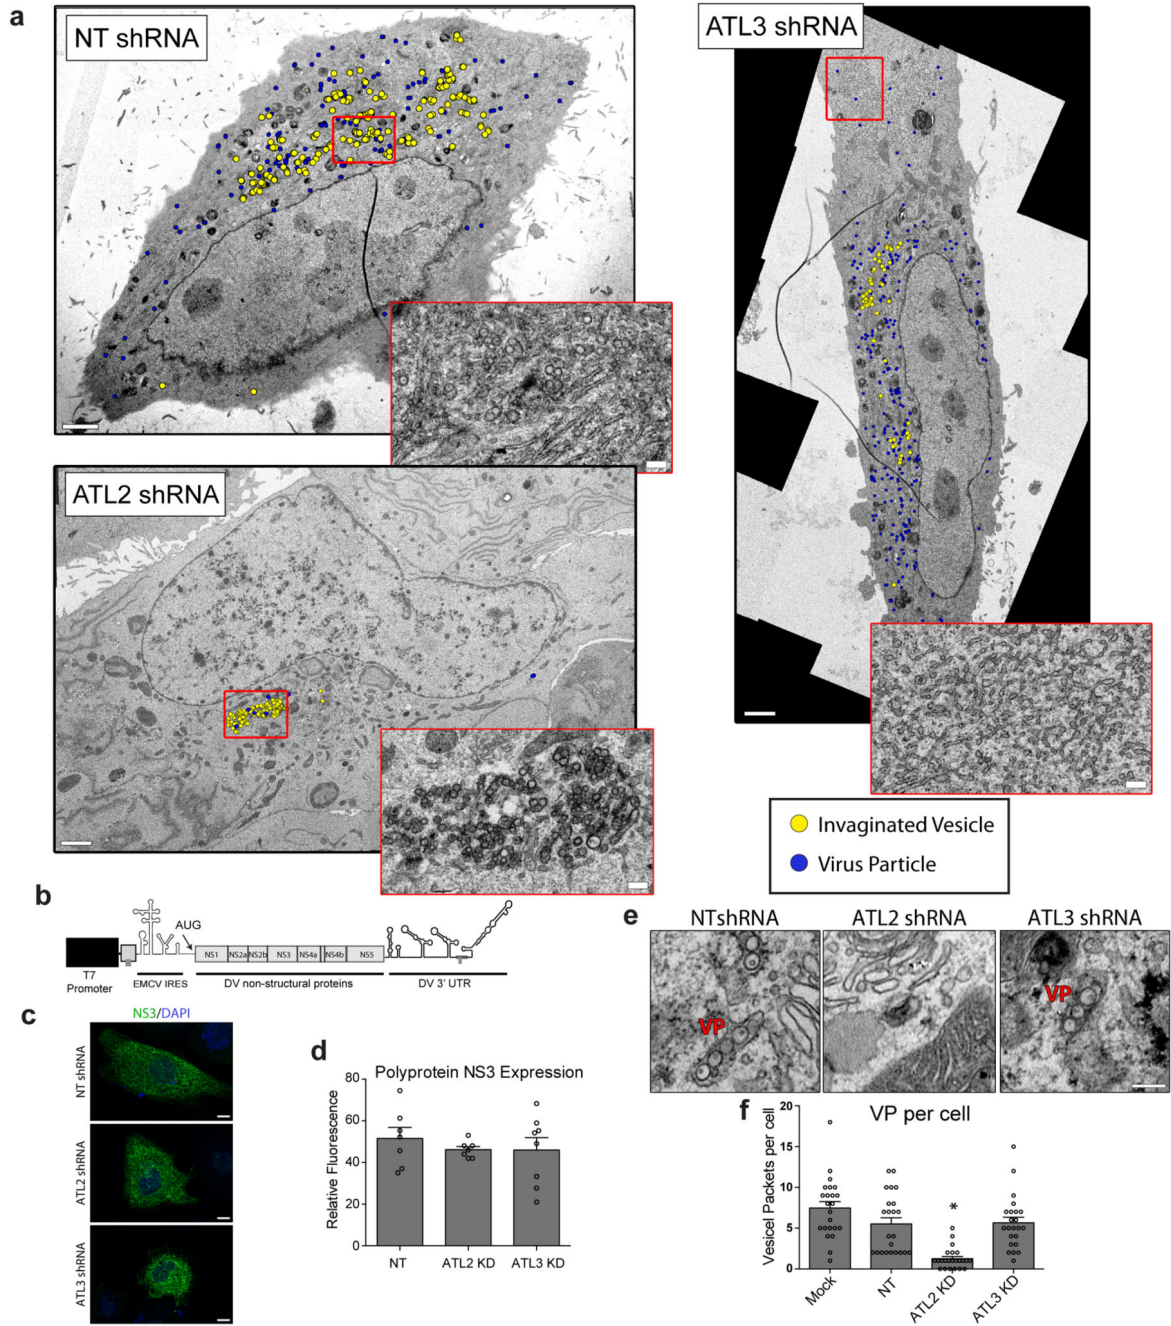 a
NT shRNA
ATL3 shRNA
ATL2 shRNA
Invaginated Vesicle
Virus Particle
b
AUG
NS1 NS2a NS2b NS3 NS4a NS4b NS5
T7
Promoter
EMCV IRES
DV non-structural proteins
DV 3' UTR
c
NS3/DAPI
NT shRNA
ATL2 shRNA
ATL3 shRNA
d
Polyprotein NS3 Expression
Relative Fluorescence
80
60
40
20
0
NT
ATL2 KD
ATL3 KD
e
NTshRNA
ATL2 shRNA
ATL3 shRNA
VP
VP
f
VP per cell
Vesicel Packets per cell
20
15
10
5
0
*
Mock
NT
ATL2 KD
ATL3 KD